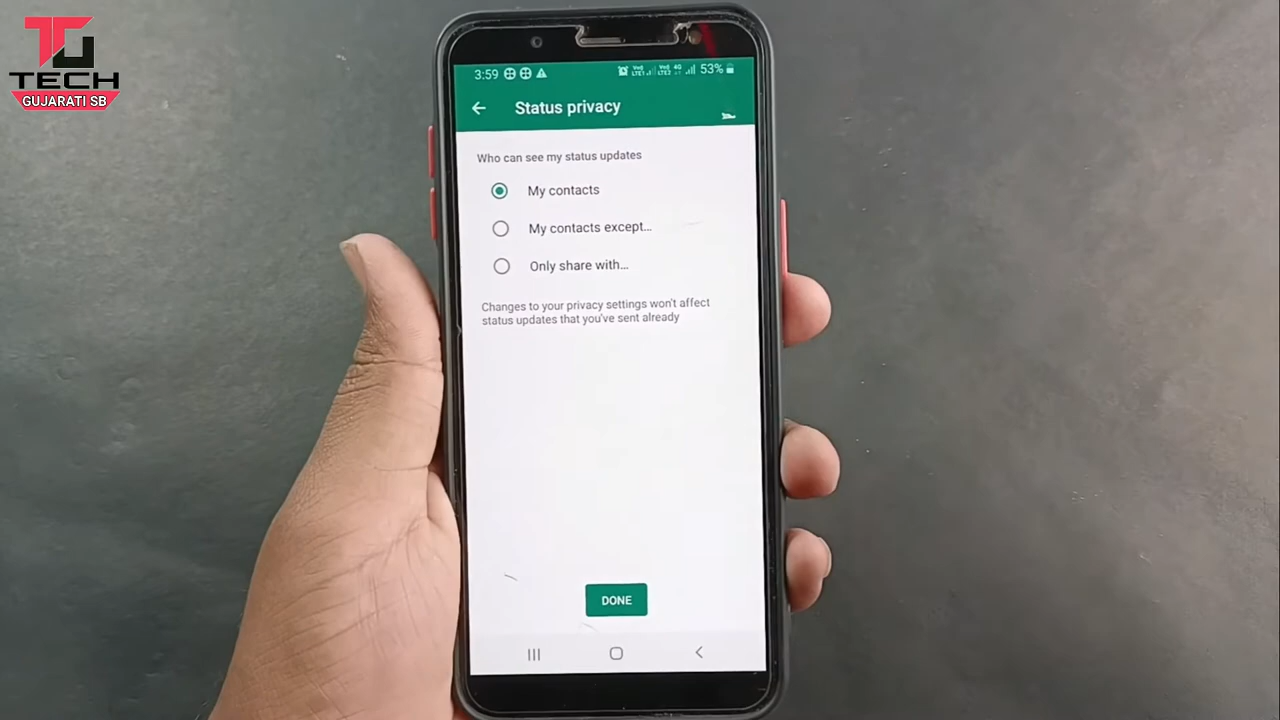 TU
TECH
GUJARATI SB
3:59 53%
Status privacy
Who can see my status updates
My contacts
My contacts except...
Only share with...
Changes to your privacy settings won't affect
status updates that you've sent already
DONE